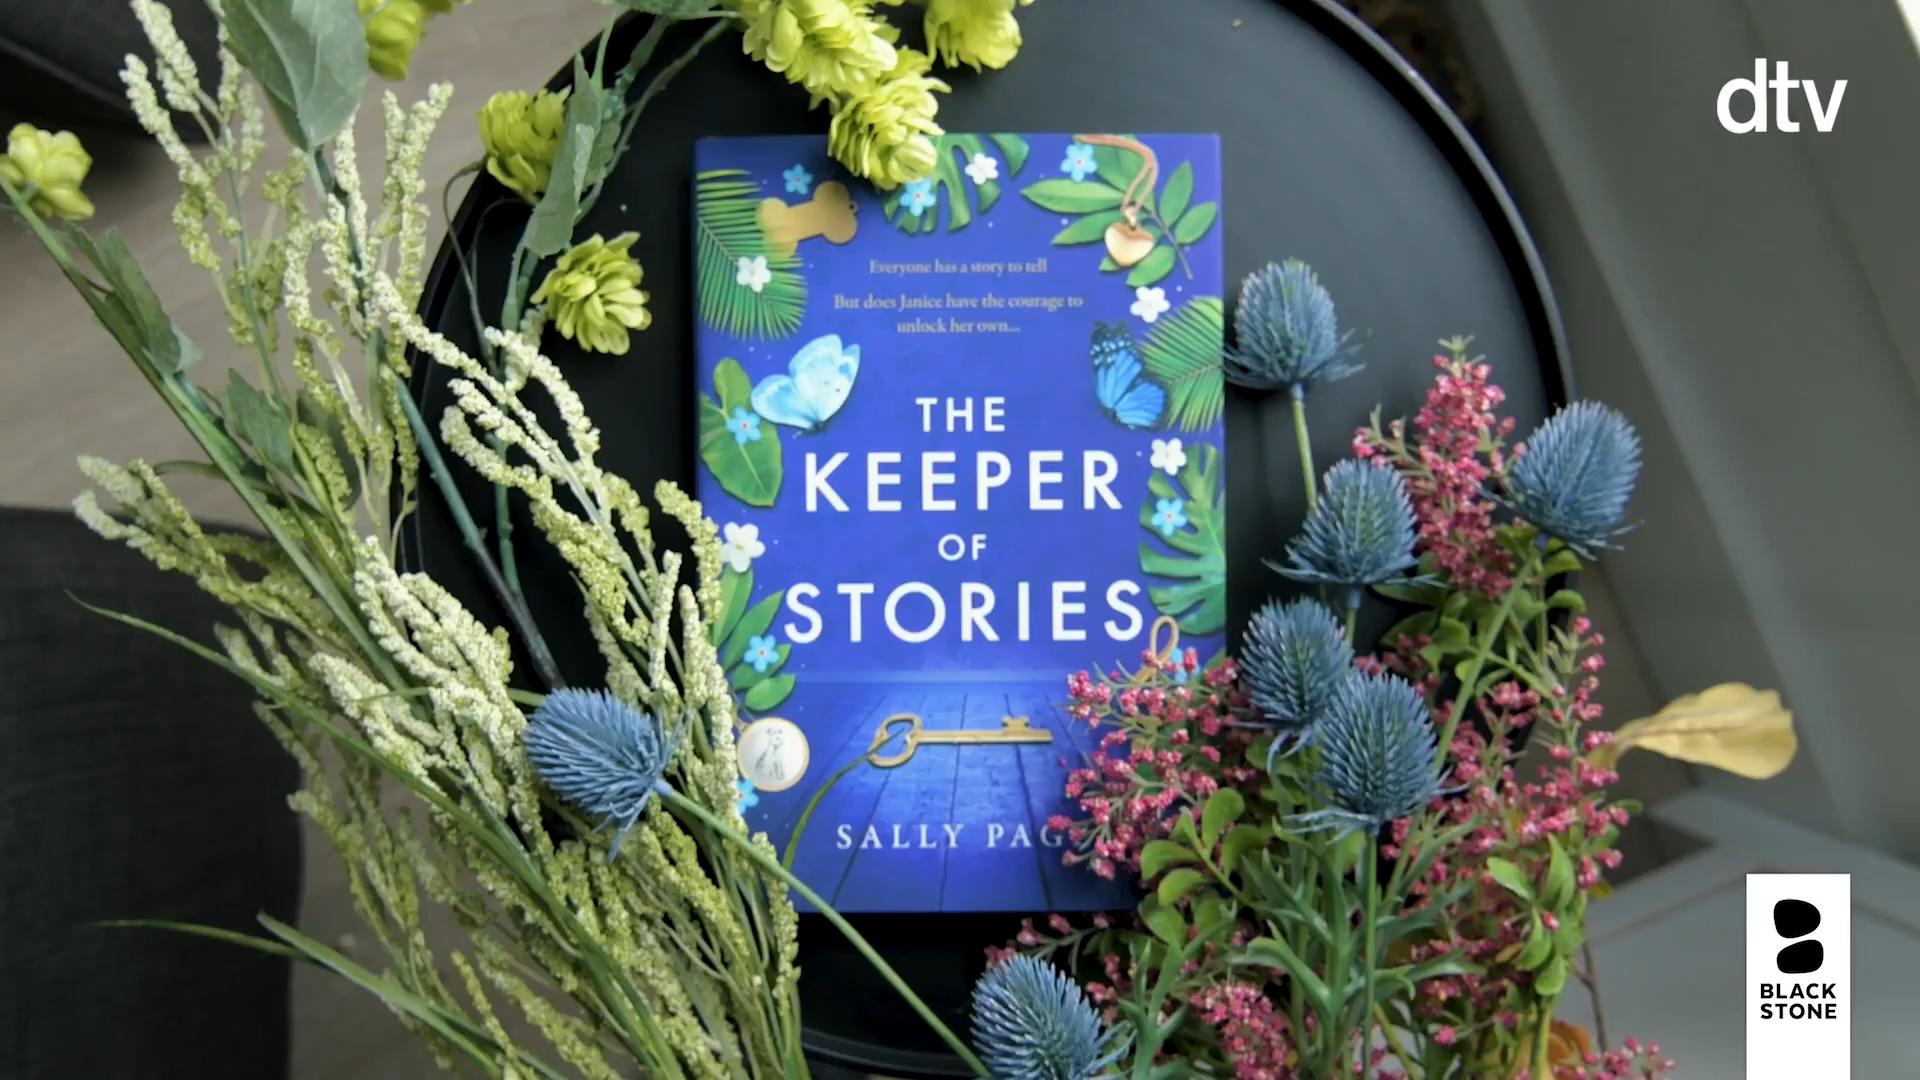 dtv
Everyone has a story to tell
But does Janice have the courage to
unlock her own...
THE
KEEPER
OF
STORIES
SALLY PAG
BLACK
STONE